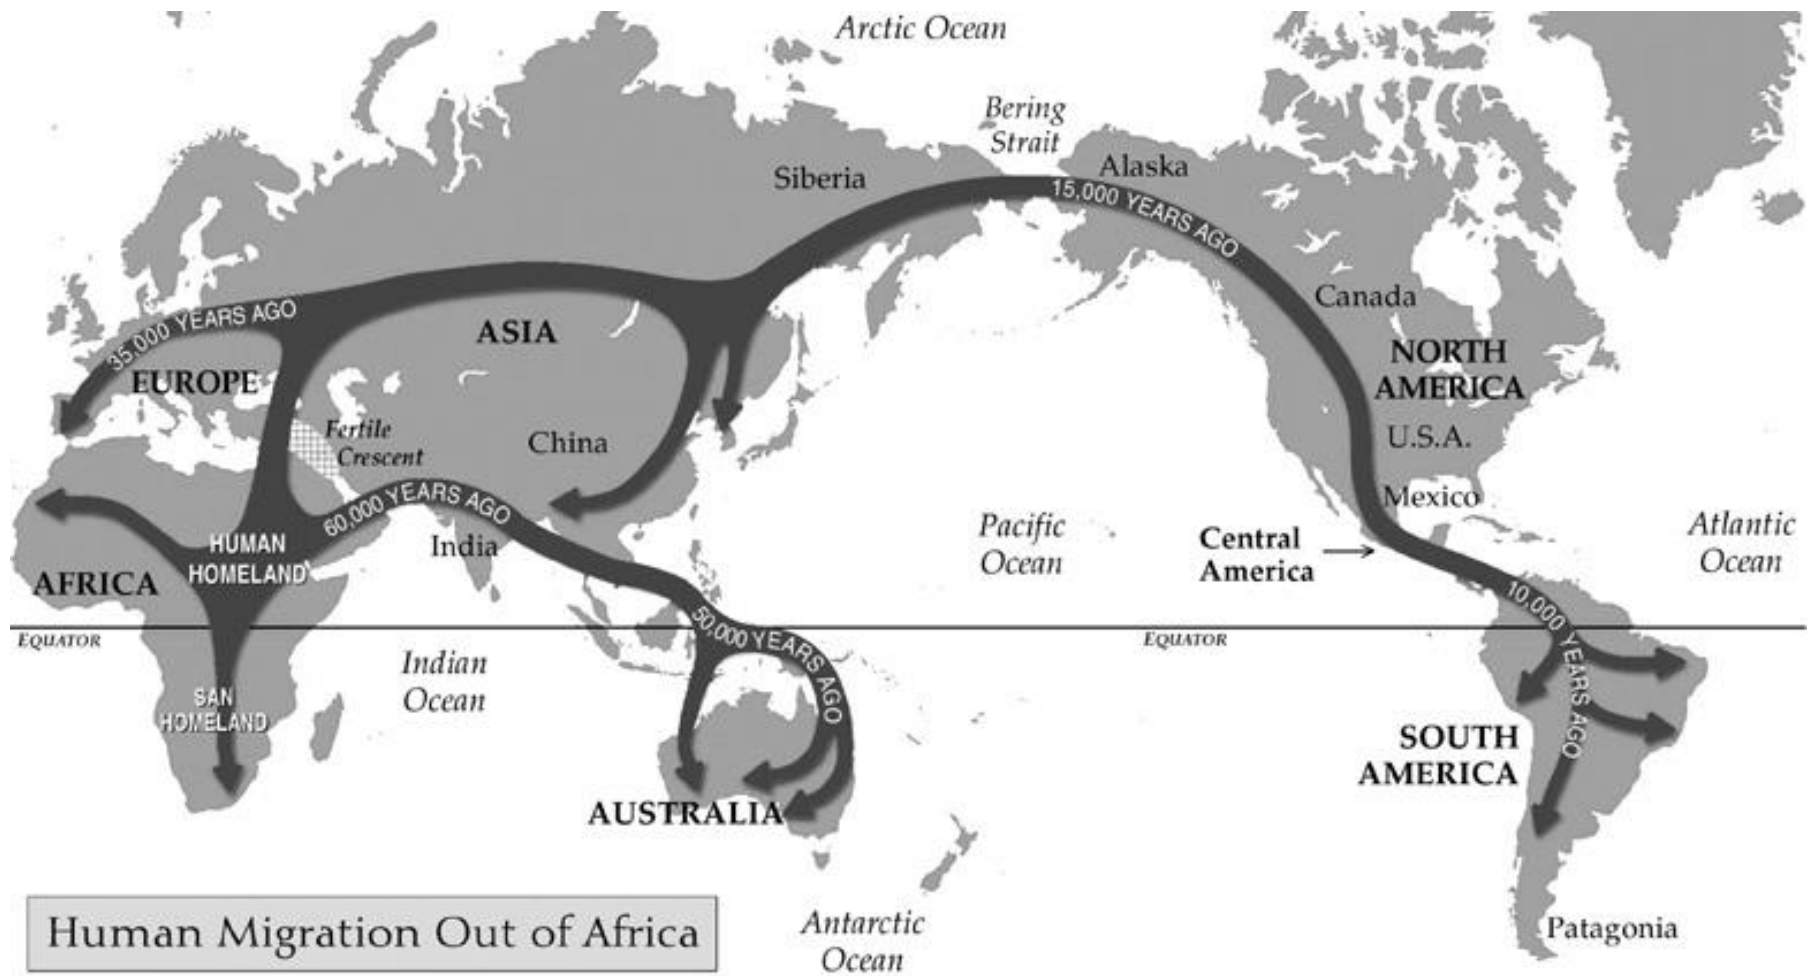 Arctic Ocean
Bering
Strait
Siberia
Alaska
15,000 YEARS AGO
35,000 YEARS AGO
Canada
ASIA
EUROPE
NORTH
AMERICA
Fertile
Crescent
China
U.S.A.
60,000 YEARS AGO
Mexico
India
Pacific
Ocean
Central
America
Atlantic
Ocean
HUMAN
HOMELAND
AFRICA
50,000 YEARS AGO
10,000 YEARS AGO
EQUATOR
EQUATOR
Indian
Ocean
SAN
HOMELAND
SOUTH
AMERICA
AUSTRALIA
Human Migration Out of Africa
Antarctic
Ocean
Patagonia